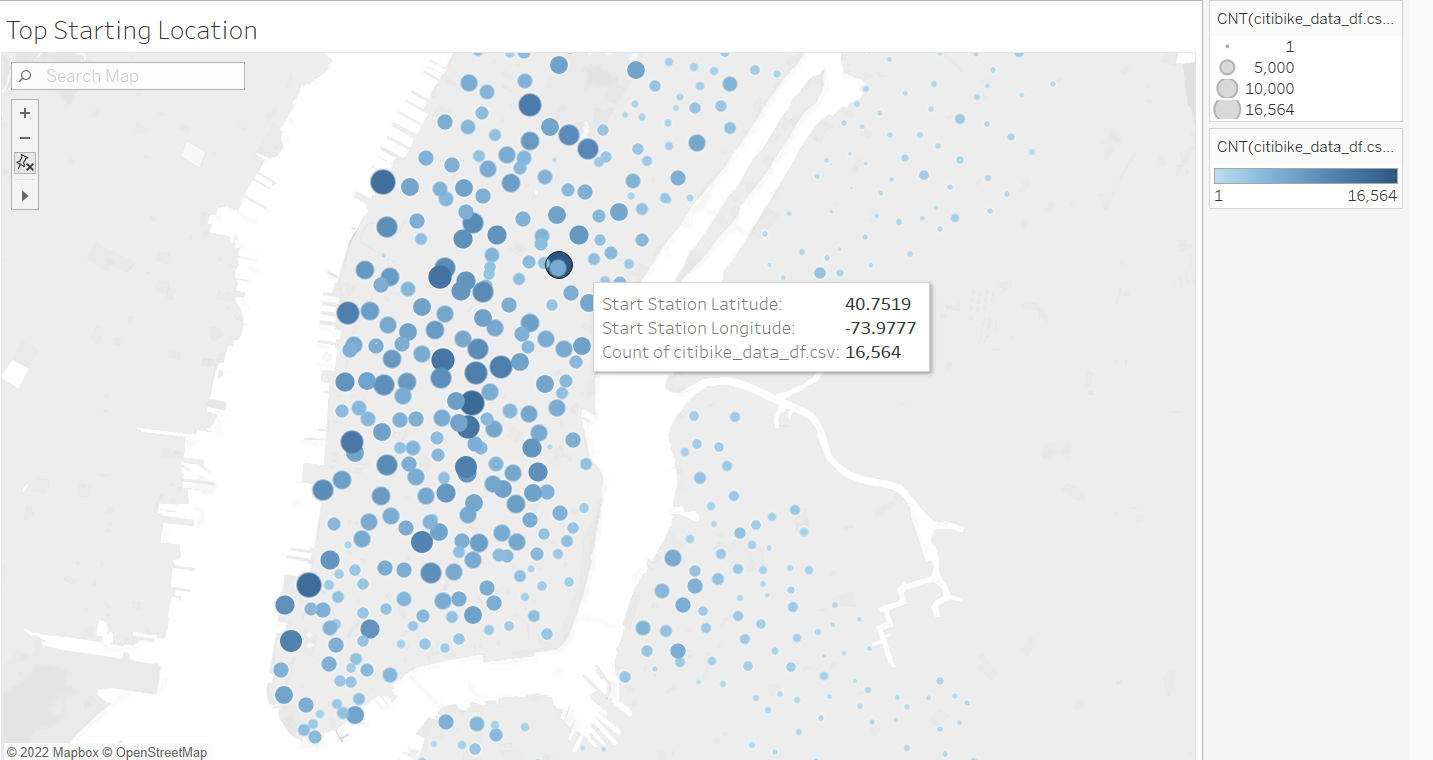 Top Starting Location
Search Map
Start Station Latitude: 40.7519
Start Station Longitude: -73.9777
Count of citibike_data_df.csv: 16,564
© 2022 Mapbox © OpenStreetMap
CNT(citibike_data_df.cs...
1
5,000
10,000
16,564
CNT(citibike_data_df.cs...
1 16,564